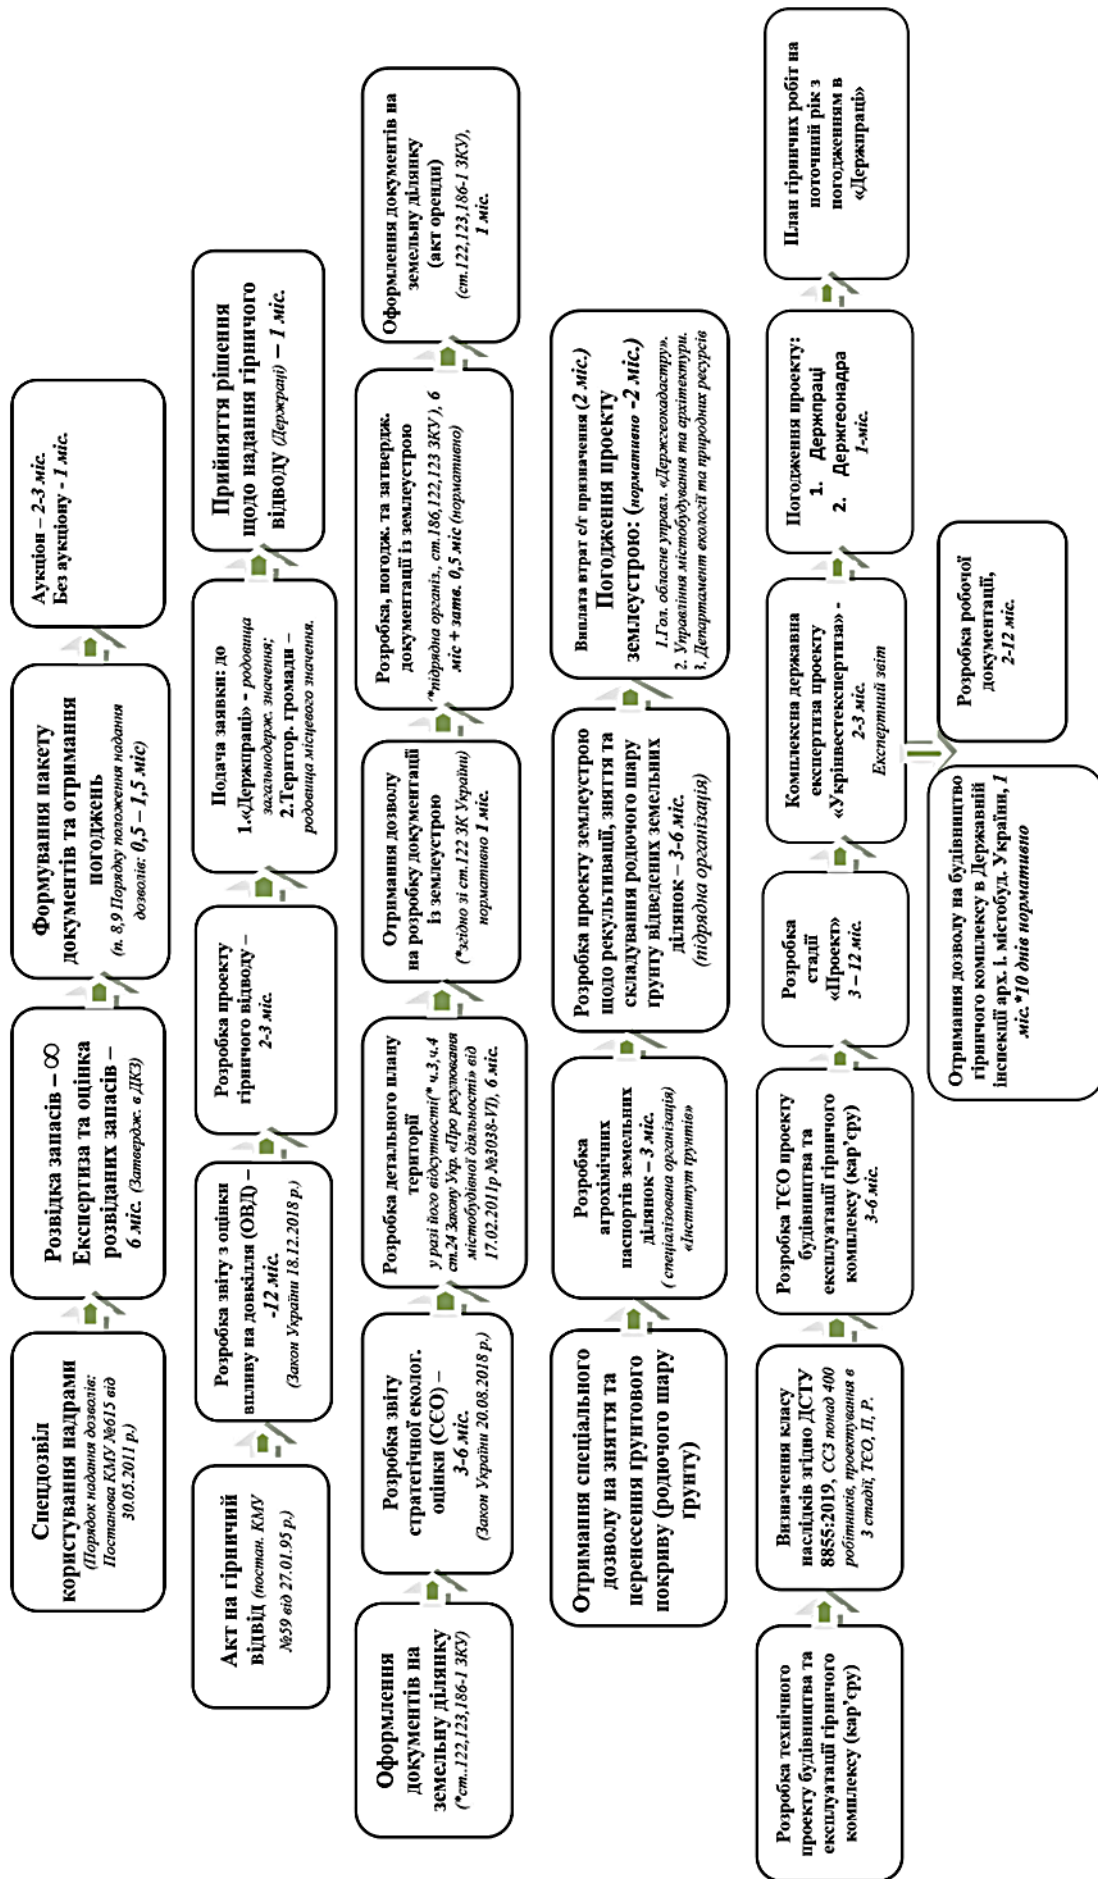 Спецдозвіл
користування надрами
(Порядок надання дозволів:
Постанова КМУ №615 від
30.05.2011 р.)
Розвідка запасів – ∞
Експертиза та оцінка
розвіданих запасів –
6 міс. (Затвердж. в ДКЗ)
Формування пакету
документів та отримання
погоджень
(п. 8,9 Порядку положення надання
дозволів: 0,5 – 1,5 міс)
Аукціон – 2-3 міс.
Без аукціону - 1 міс.
Акт на гірничий
відвід (постан. КМУ
№59 від 27.01.95 р.)
Розробка звіту з оцінки
впливу на довкілля (ОВД) –
-12 міс.
(Закон України 18.12.2018 р.)
Розробка проекту
гірничого відводу –
2-3 міс.
Подача заявки: до
1.«Держпраці» - родовища
загальнодерж. значення;
2.Територ. громади –
родовища місцевого значення.
Прийняття рішення
щодо надання гірничого
відводу (Держраці) – 1 міс.
Оформлення
документів на
земельну ділянку
(*ст..122,123,186-1 ЗКУ)
Розробка звіту
стратегічної еколог.
оцінки (СЄО) –
3-6 міс.
(Закон України 20.08.2018 р.)
Розробка детального плану
території
у разі його відсутності(* ч.3,ч.4
ст.24 Закону Укр. «Про регулювання
містобудівної діяльності» від
17.02.2011р №3038-VI), 6 міс.
Отримання дозволу
на розробку документації
із землеустрою
(*згідно зі ст.122 ЗК України)
нормативно 1 міс.
Розробка, погодж. та затвердж.
документації із землеустрою
(*підрядна організ., ст.186,122,123 ЗКУ), 6
міс + затв. 0,5 міс (нормативно)
Оформлення документів на
земельну ділянку
(акт оренди)
(ст.122,123,186-1 ЗКУ),
1 міс.
Отримання спеціального
дозволу на зняття та
перенесення ґрунтового
покриву (родючого шару
ґрунту)
Розробка
агрохімічних
паспортів земельних
ділянок – 3 міс.
( спеціалізована організація)
«Інститут ґрунтів»
Розробка проекту землеустрою
щодо рекультивації, зняття та
складування родючого шару
ґрунту відведених земельних
ділянок – 3-6 міс.
(підрядна організація)
Виплата втрат с/г призначення (2 міс.)
Погодження проекту
землеустрою: (нормативно -2 міс.)
1.Гол. обласне управл. «Держгеокадастру».
2. Управління містобудування та архітектури.
3. Департамент екології та природних ресурсів
Розробка технічного
проекту будівництва та
експлуатації гірничого
комплексу (кар’єру)
Визначення класу
наслідків згідно ДСТУ
8855:2019, СС3 понад 400
робітників, проектування в
3 стадії, ТЄО, П, Р.
Розробка ТЄО проекту
будівництва та
експлуатації гірничого
комплексу (кар’єру)
3-6 міс.
Розробка
стадії
«Проект»
3 – 12 міс.
Комплексна державна
експертиза проекту
«Укрінвестекспертиза» -
2-3 міс.
Експертний звіт
Погодження проекту:
1. Держпраці
2. Держгеонадра
1-міс.
План гірничих робіт на
поточний рік з
погодженням в
«Держпраці»
Отримання дозволу на будівництво
гірничого комплексу в Державній
інспекції арх. і. містобуд. України, 1
міс. *10 днів нормативно
Розробка робочої
документації,
2-12 міс.